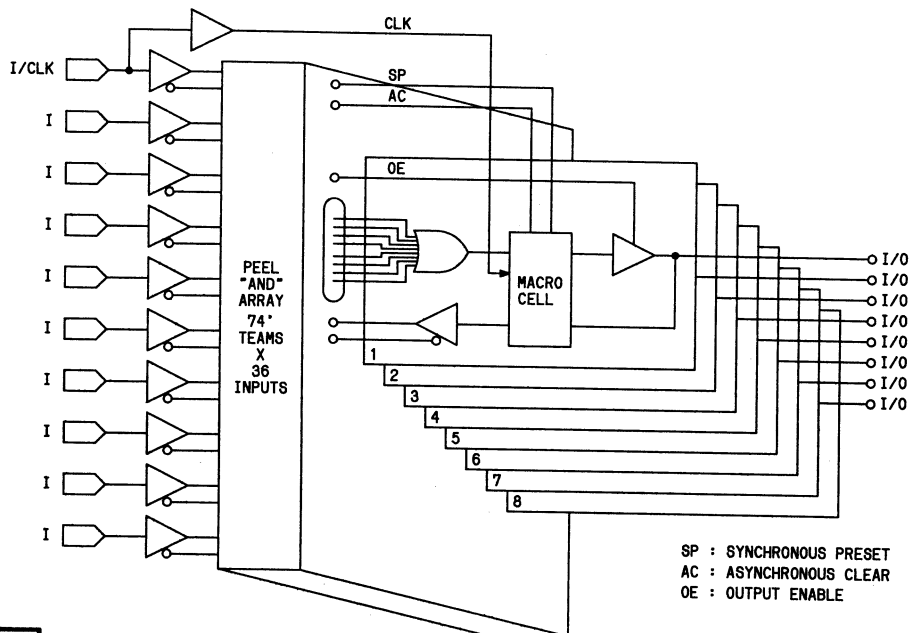 CLK
I/CLK
SP
AC
I
I
OE
I
I
PEEL
"AND"
ARRAY
74'
TEAMS
X
36
INPUTS
MACRO
CELL
I/O
I/O
I/O
I/O
I/O
I/O
I/O
I/O
I
I
I
I
I
1
2
3
4
5
6
7
8
SP : SYNCHRONOUS PRESET
AC : ASYNCHRONOUS CLEAR
OE : OUTPUT ENABLE